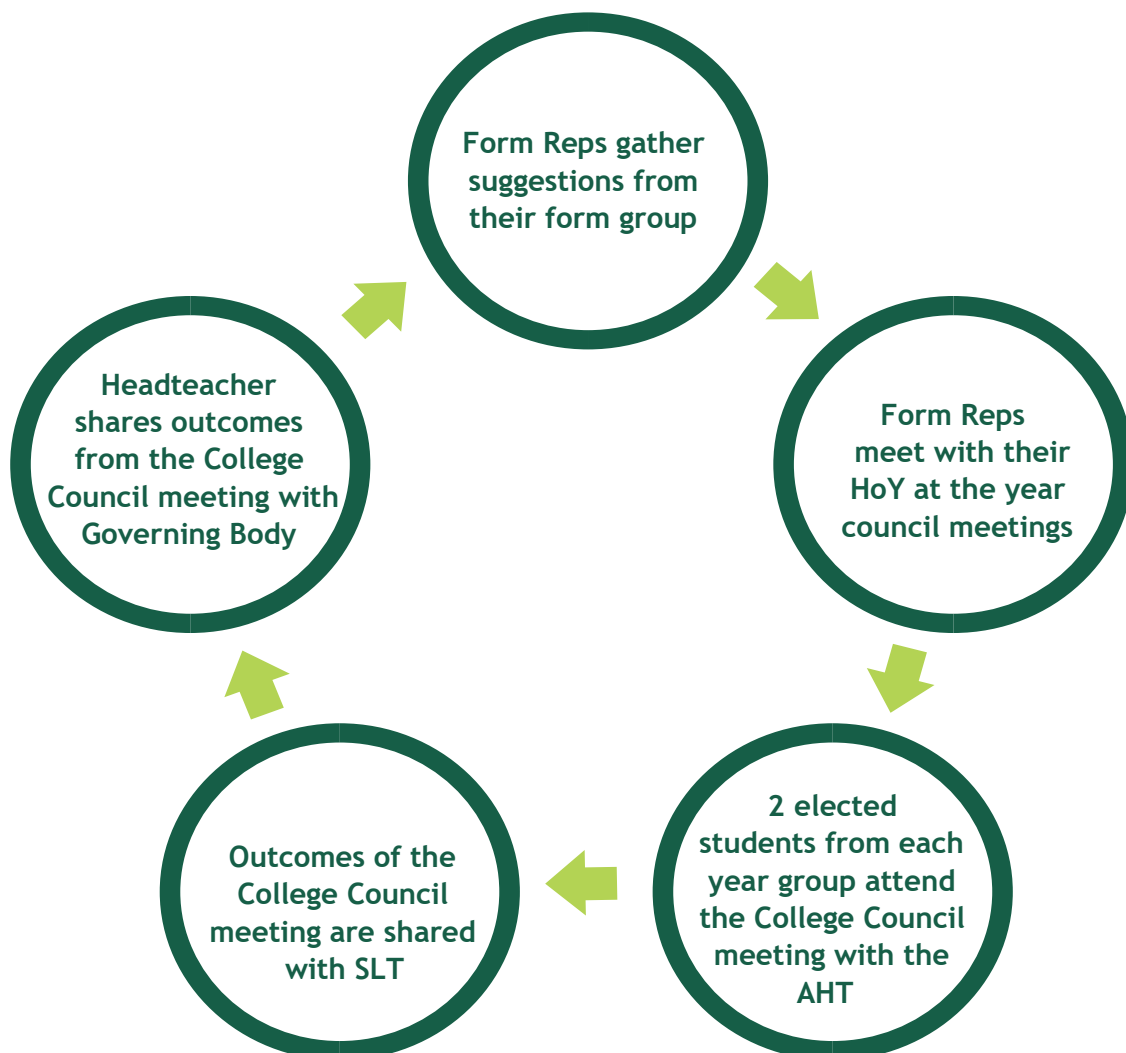 Form Reps gather
suggestions from
their form group
Form Reps
meet with their
HoY at the year
council meetings
2 elected
students from each
year group attend
the College Council
meeting with the
AHT
Outcomes of the
College Council
meeting are shared
with SLT
Headteacher
shares outcomes
from the College
Council meeting with
Governing Body